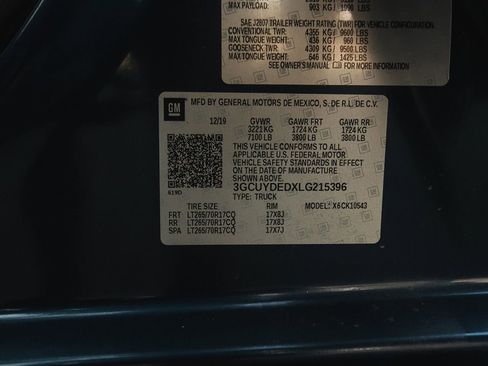 MAX PAYLOAD:
903 KG / 1990 LBS
SAE J2807 TRAILER WEIGHT RATING (TWR) FOR VEHICLE CONFIGURATION.
CONVENTIONAL TWR: 4355 KG / 9600 LBS
MAX TONGUE WEIGHT: 436 KG / 960 LBS
GOOSENECK TWR: 4309 KG / 9500 LBS
MAX TONGUE WEIGHT: 646 KG / 1425 LBS
SEE OWNER'S MANUAL FOR MORE INFORMATION
GM
MFD BY GENERAL MOTORS DE MEXICO, S. DE R.L. DE C.V.
12/19 GVWR GAWR FRT GAWR RR
3221 KG 1724 KG 1724 KG
7100 LB 3800 LB 3800 LB
THIS VEHICLE CONFORMS TO ALL
APPLICABLE U.S. FEDERAL MOTOR
VEHICLE SAFETY STANDARDS IN EFFECT
ON THE DATE OF MANUFACTURE
SHOWN ABOVE.
3GCUYDEDXLG215396
819D TYPE: TRUCK
TIRE SIZE RIM MODEL: X6CK10543
FRT LT265/70R17CQ 17X8J
RR LT265/70R17CQ 17X8J
SPA LT265/70R17CQ 17X7J